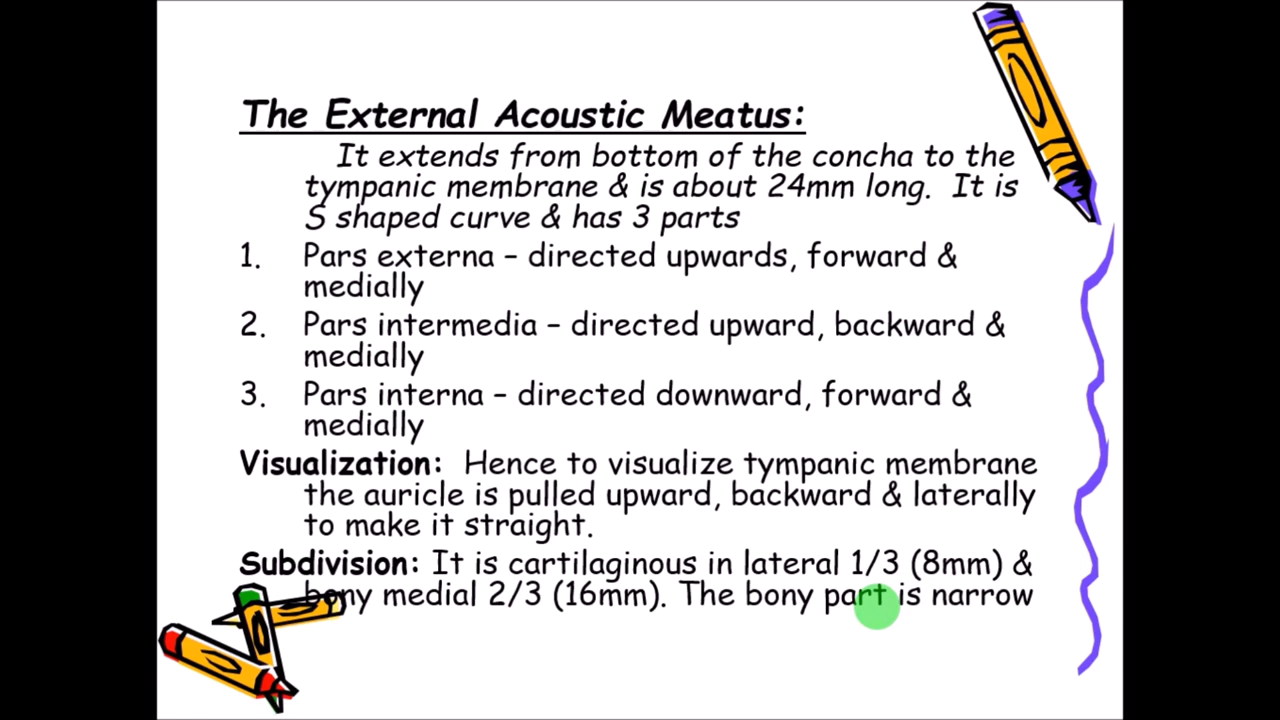 The External Acoustic Meatus:
It extends from bottom of the concha to the
tympanic membrane & is about 24mm long. It is
S shaped curve & has 3 parts
1. Pars externa – directed upwards, forward &
medially
2. Pars intermedia – directed upward, backward &
medially
3. Pars interna – directed downward, forward &
medially
Visualization: Hence to visualize tympanic membrane
the auricle is pulled upward, backward & laterally
to make it straight.
Subdivision: It is cartilaginous in lateral 1/3 (8mm) &
bony medial 2/3 (16mm). The bony part is narrow